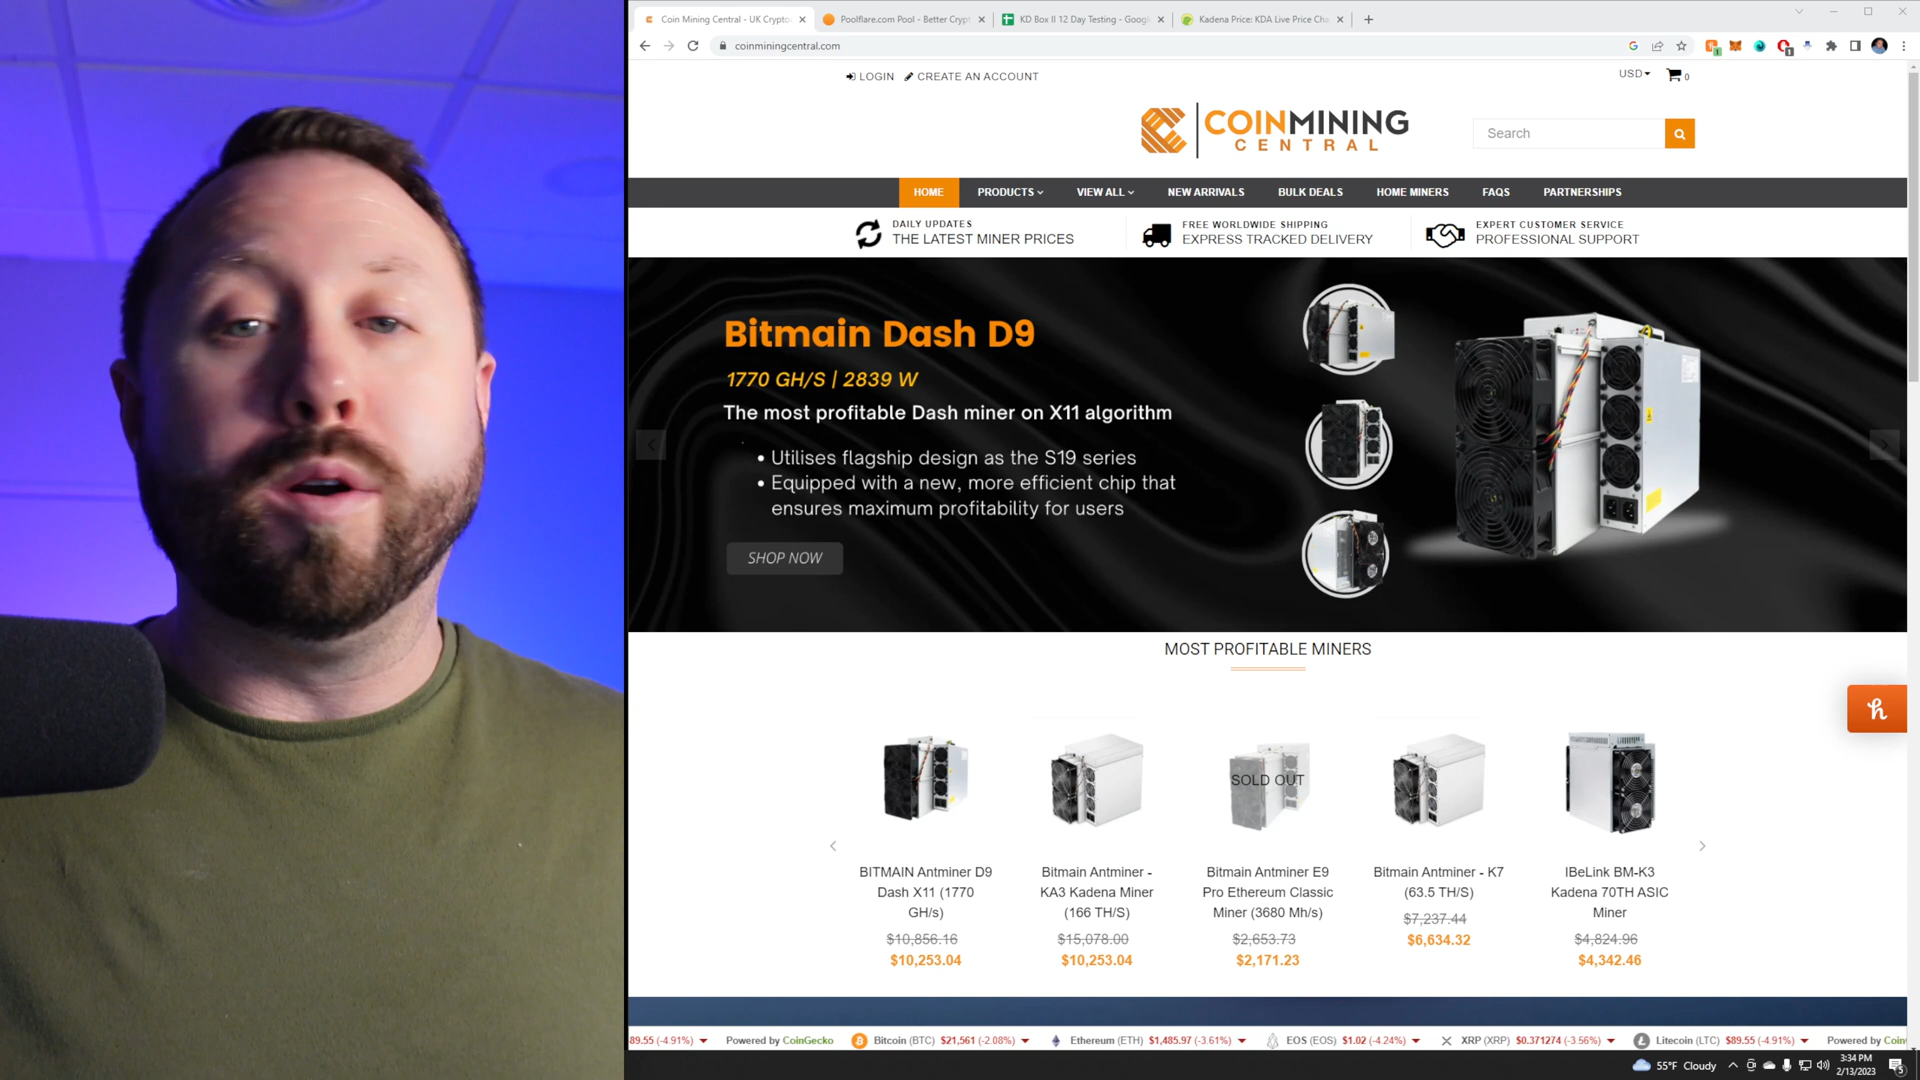 Coin Mining Central - UK Crypto
Poolflare.com Pool - Better Crypt
KD Box II 12 Day Testing - Googl
Kadena Price: KDA Live Price Cha
coinminingcentral.com
LOGIN
CREATE AN ACCOUNT
USD
0
COINMINING
CENTRAL
Search
HOME
PRODUCTS
VIEW ALL
NEW ARRIVALS
BULK DEALS
HOME MINERS
FAQS
PARTNERSHIPS
DAILY UPDATES
THE LATEST MINER PRICES
FREE WORLDWIDE SHIPPING
EXPRESS TRACKED DELIVERY
EXPERT CUSTOMER SERVICE
PROFESSIONAL SUPPORT
Bitmain Dash D9
1770 GH/S | 2839 W
The most profitable Dash miner on X11 algorithm
• Utilises flagship design as the S19 series
• Equipped with a new, more efficient chip that
ensures maximum profitability for users
SHOP NOW
MOST PROFITABLE MINERS
BITMAIN Antminer D9
Dash X11 (1770
GH/s)
$10,856.16
$10,253.04
Bitmain Antminer -
KA3 Kadena Miner
(166 TH/S)
$15,078.00
$10,253.04
SOLD OUT
Bitmain Antminer E9
Pro Ethereum Classic
Miner (3680 Mh/s)
$2,653.73
$2,171.23
Bitmain Antminer - K7
(63.5 TH/S)
$7,237.44
$6,634.32
IBeLink BM-K3
Kadena 70TH ASIC
Miner
$4,824.96
$4,342.46
89.55 (-4.91%)
Powered by CoinGecko
Bitcoin (BTC) $21,561 (-2.08%)
Ethereum (ETH) $1,485.97 (-3.61%)
EOS (EOS) $1.02 (-4.24%)
XRP (XRP) $0.371274 (-3.56%)
Litecoin (LTC) $89.55 (-4.91%)
Powered by Coin
55°F Cloudy
3:34 PM
2/13/2023
5